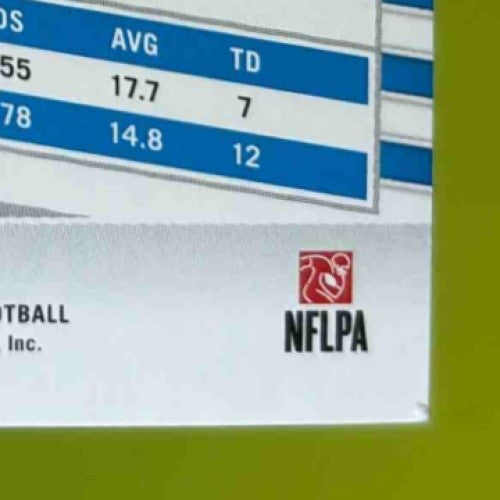 DS AVG TD
55 17.7 7
78 14.8 12
OTBALL
, Inc.
NFLPA